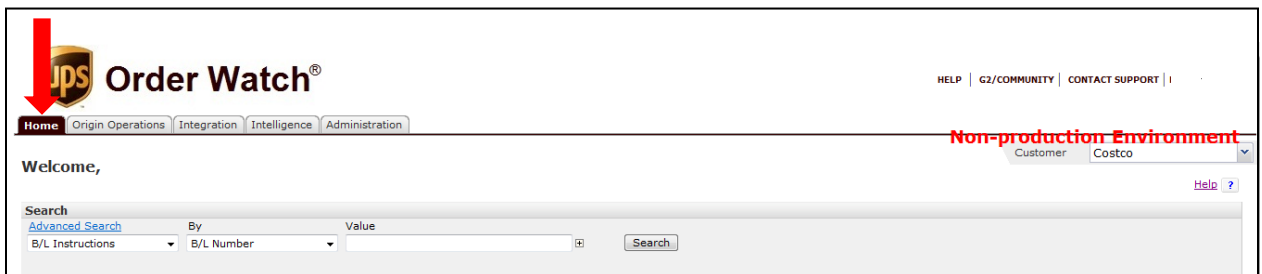 ups Order Watch®
HELP | G2/COMMUNITY | CONTACT SUPPORT |
Home Origin Operations Integration Intelligence Administration
Non-production Environment
Customer Costco
Welcome,
Help ?
Search
Advanced Search By Value
B/L Instructions B/L Number Search